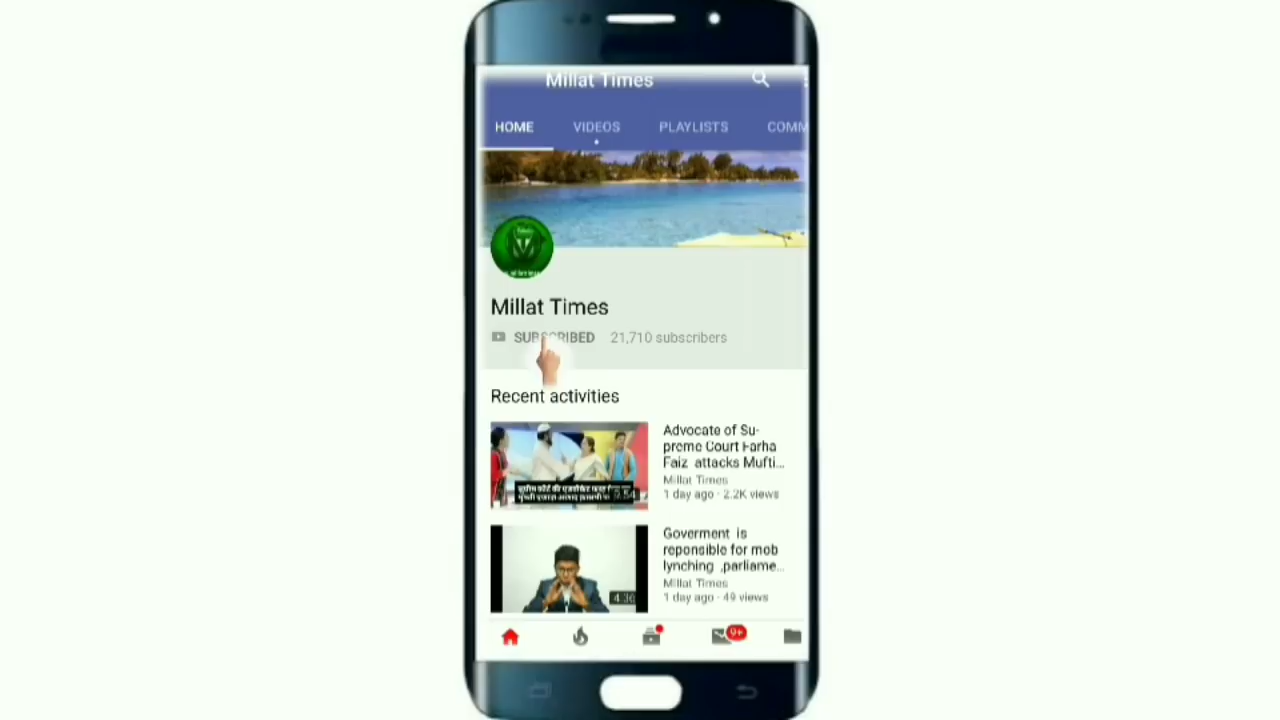 Millat Times
HOME VIDEOS PLAYLISTS COMM
Millat Times
SUBSCRIBED 21,710 subscribers
Recent activities
Advocate of Su-
preme Court Farha
Faiz attacks Mufti...
Millat Times
1 day ago · 2.2K views
Goverment is
reponsible for mob
lynching ,parliame...
Millat Times
1 day ago · 49 views
4:36
9+